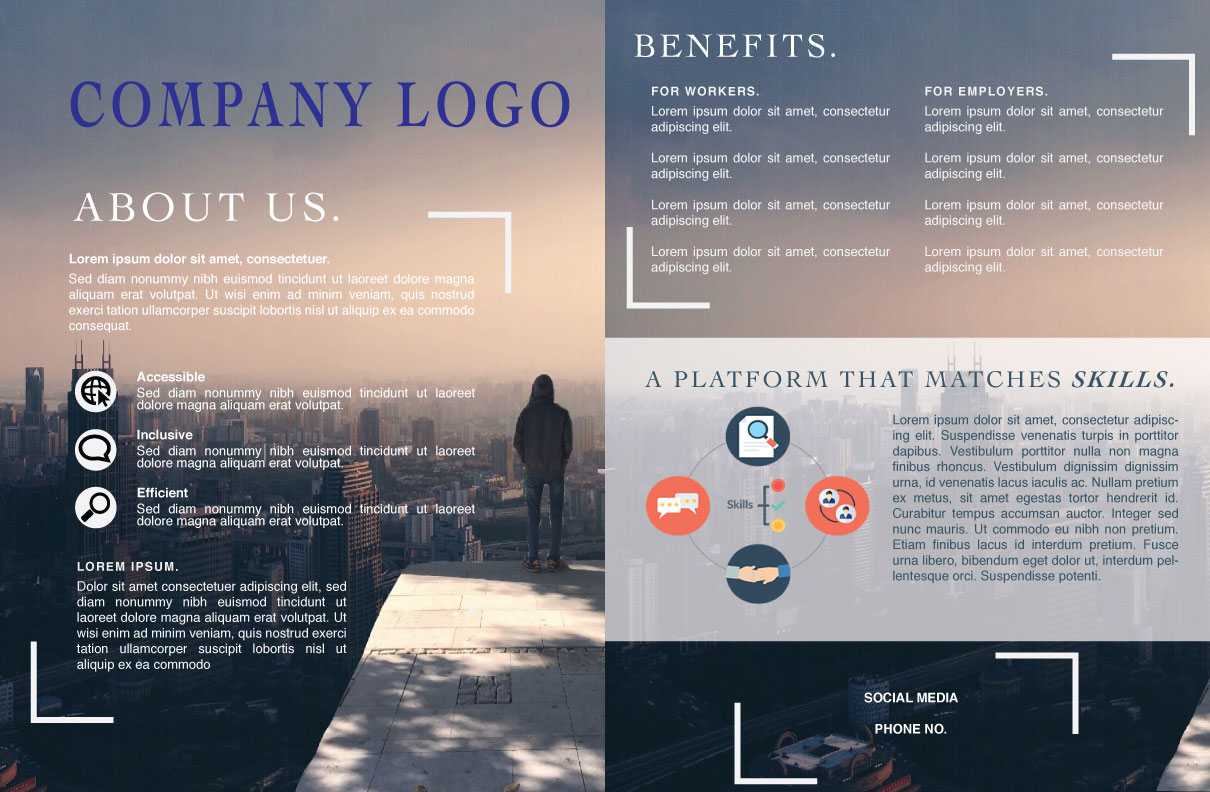 COMPANY LOGO
ABOUT US.
Lorem ipsum dolor sit amet, consectetuer.
Sed diam nonummy nibh euismod tincidunt ut laoreet dolore magna
aliquam erat volutpat. Ut wisi enim ad minim veniam, quis nostrud
exerci tation ullamcorper suscipit lobortis nisl ut aliquip ex ea commodo
consequat.
Accessible
Sed diam nonummy nibh euismod tincidunt ut laoreet
dolore magna aliquam erat volutpat.
Inclusive
Sed diam nonummy nibh euismod tincidunt ut laoreet
dolore magna aliquam erat volutpat.
Efficient
Sed diam nonummy nibh euismod tincidunt ut laoreet
dolore magna aliquam erat volutpat.
LOREM IPSUM.
Dolor sit amet consectetuer adipiscing elit, sed
diam nonummy nibh euismod tincidunt ut
laoreet dolore magna aliquam erat volutpat. Ut
wisi enim ad minim veniam, quis nostrud exerci
tation ullamcorper suscipit lobortis nisl ut
aliquip ex ea commodo
BENEFITS.
FOR WORKERS.
Lorem ipsum dolor sit amet, consectetur
adipiscing elit.
Lorem ipsum dolor sit amet, consectetur
adipiscing elit.
Lorem ipsum dolor sit amet, consectetur
adipiscing elit.
Lorem ipsum dolor sit amet, consectetur
adipiscing elit.
FOR EMPLOYERS.
Lorem ipsum dolor sit amet, consectetur
adipiscing elit.
Lorem ipsum dolor sit amet, consectetur
adipiscing elit.
Lorem ipsum dolor sit amet, consectetur
adipiscing elit.
Lorem ipsum dolor sit amet, consectetur
adipiscing elit.
A PLATFORM THAT MATCHES SKILLS.
Skills
Lorem ipsum dolor sit amet, consectetur adipisc-
ing elit. Suspendisse venenatis turpis in porttitor
dapibus. Vestibulum porttitor nulla non magna
finibus rhoncus. Vestibulum dignissim dignissim
urna, id venenatis lacus iaculis ac. Nullam pretium
ex metus, sit amet egestas tortor hendrerit id.
Curabitur tempus accumsan auctor. Integer sed
nunc mauris. Ut commodo eu nibh non pretium.
Etiam finibus lacus id interdum pretium. Fusce
urna libero, bibendum eget dolor ut, interdum pel-
lentesque orci. Suspendisse potenti.
SOCIAL MEDIA
PHONE NO.